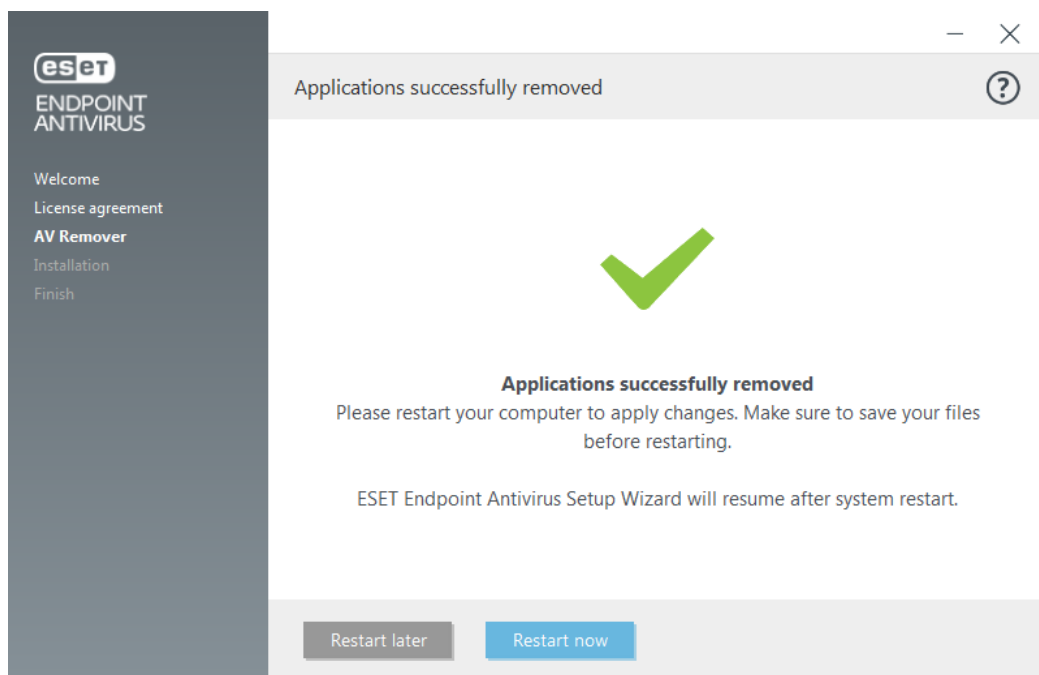 eset
ENDPOINT
ANTIVIRUS
Welcome
License agreement
AV Remover
Installation
Finish
Applications successfully removed
?
Applications successfully removed
Please restart your computer to apply changes. Make sure to save your files
before restarting.
ESET Endpoint Antivirus Setup Wizard will resume after system restart.
Restart later
Restart now